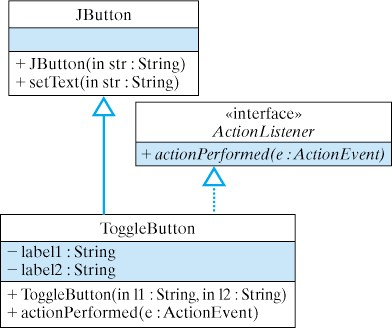 JButton
+ JButton(in str : String)
+ setText(in str : String)
«interface»
ActionListener
+ actionPerformed(e : ActionEvent)
ToggleButton
− label1 : String
− label2 : String
+ ToggleButton(in l1 : String, in l2 : String)
+ actionPerformed(e : ActionEvent)